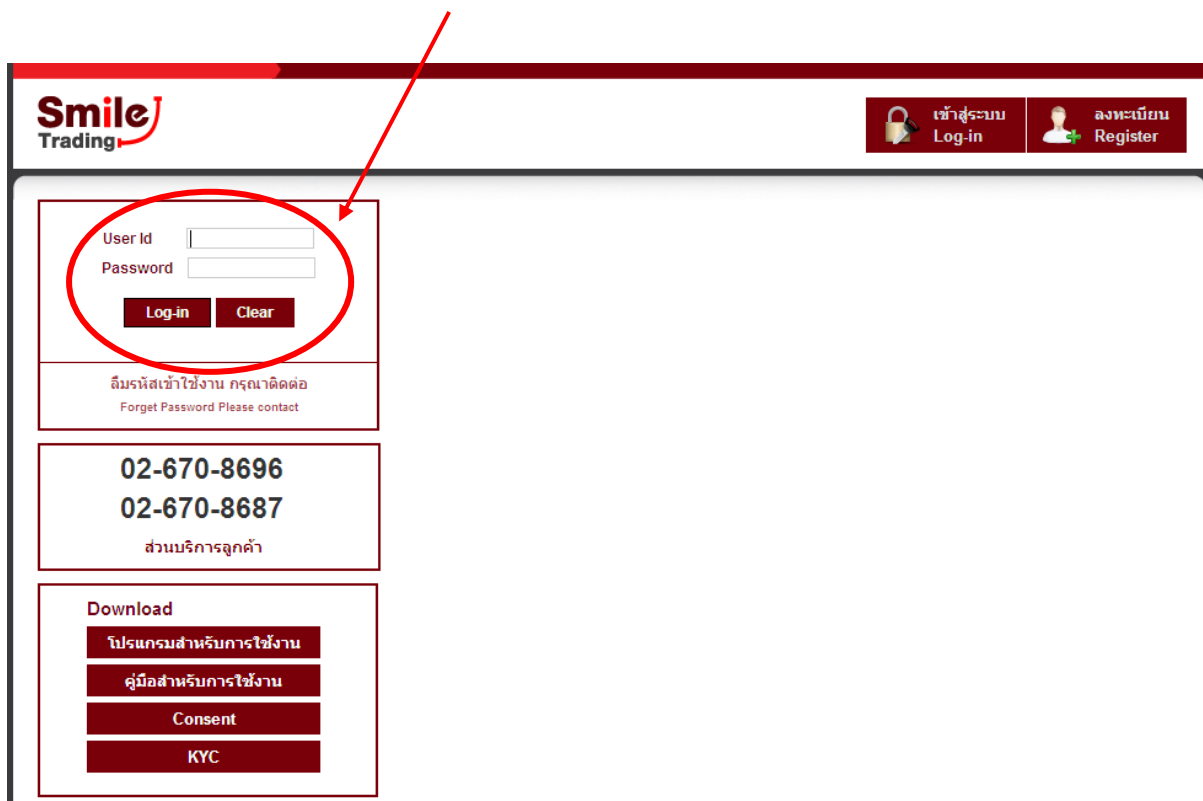 Smile
Trading
เข้าสู่ระบบ
Log-in
ลงทะเบียน
Register
User Id
Password
Log-in
Clear
ลืมรหัสเข้าใช้งาน กรุณาติดต่อ
Forget Password Please contact
02-670-8696
02-670-8687
ส่วนบริการลูกค้า
Download
โปรแกรมสำหรับการใช้งาน
คู่มือสำหรับการใช้งาน
Consent
KYC